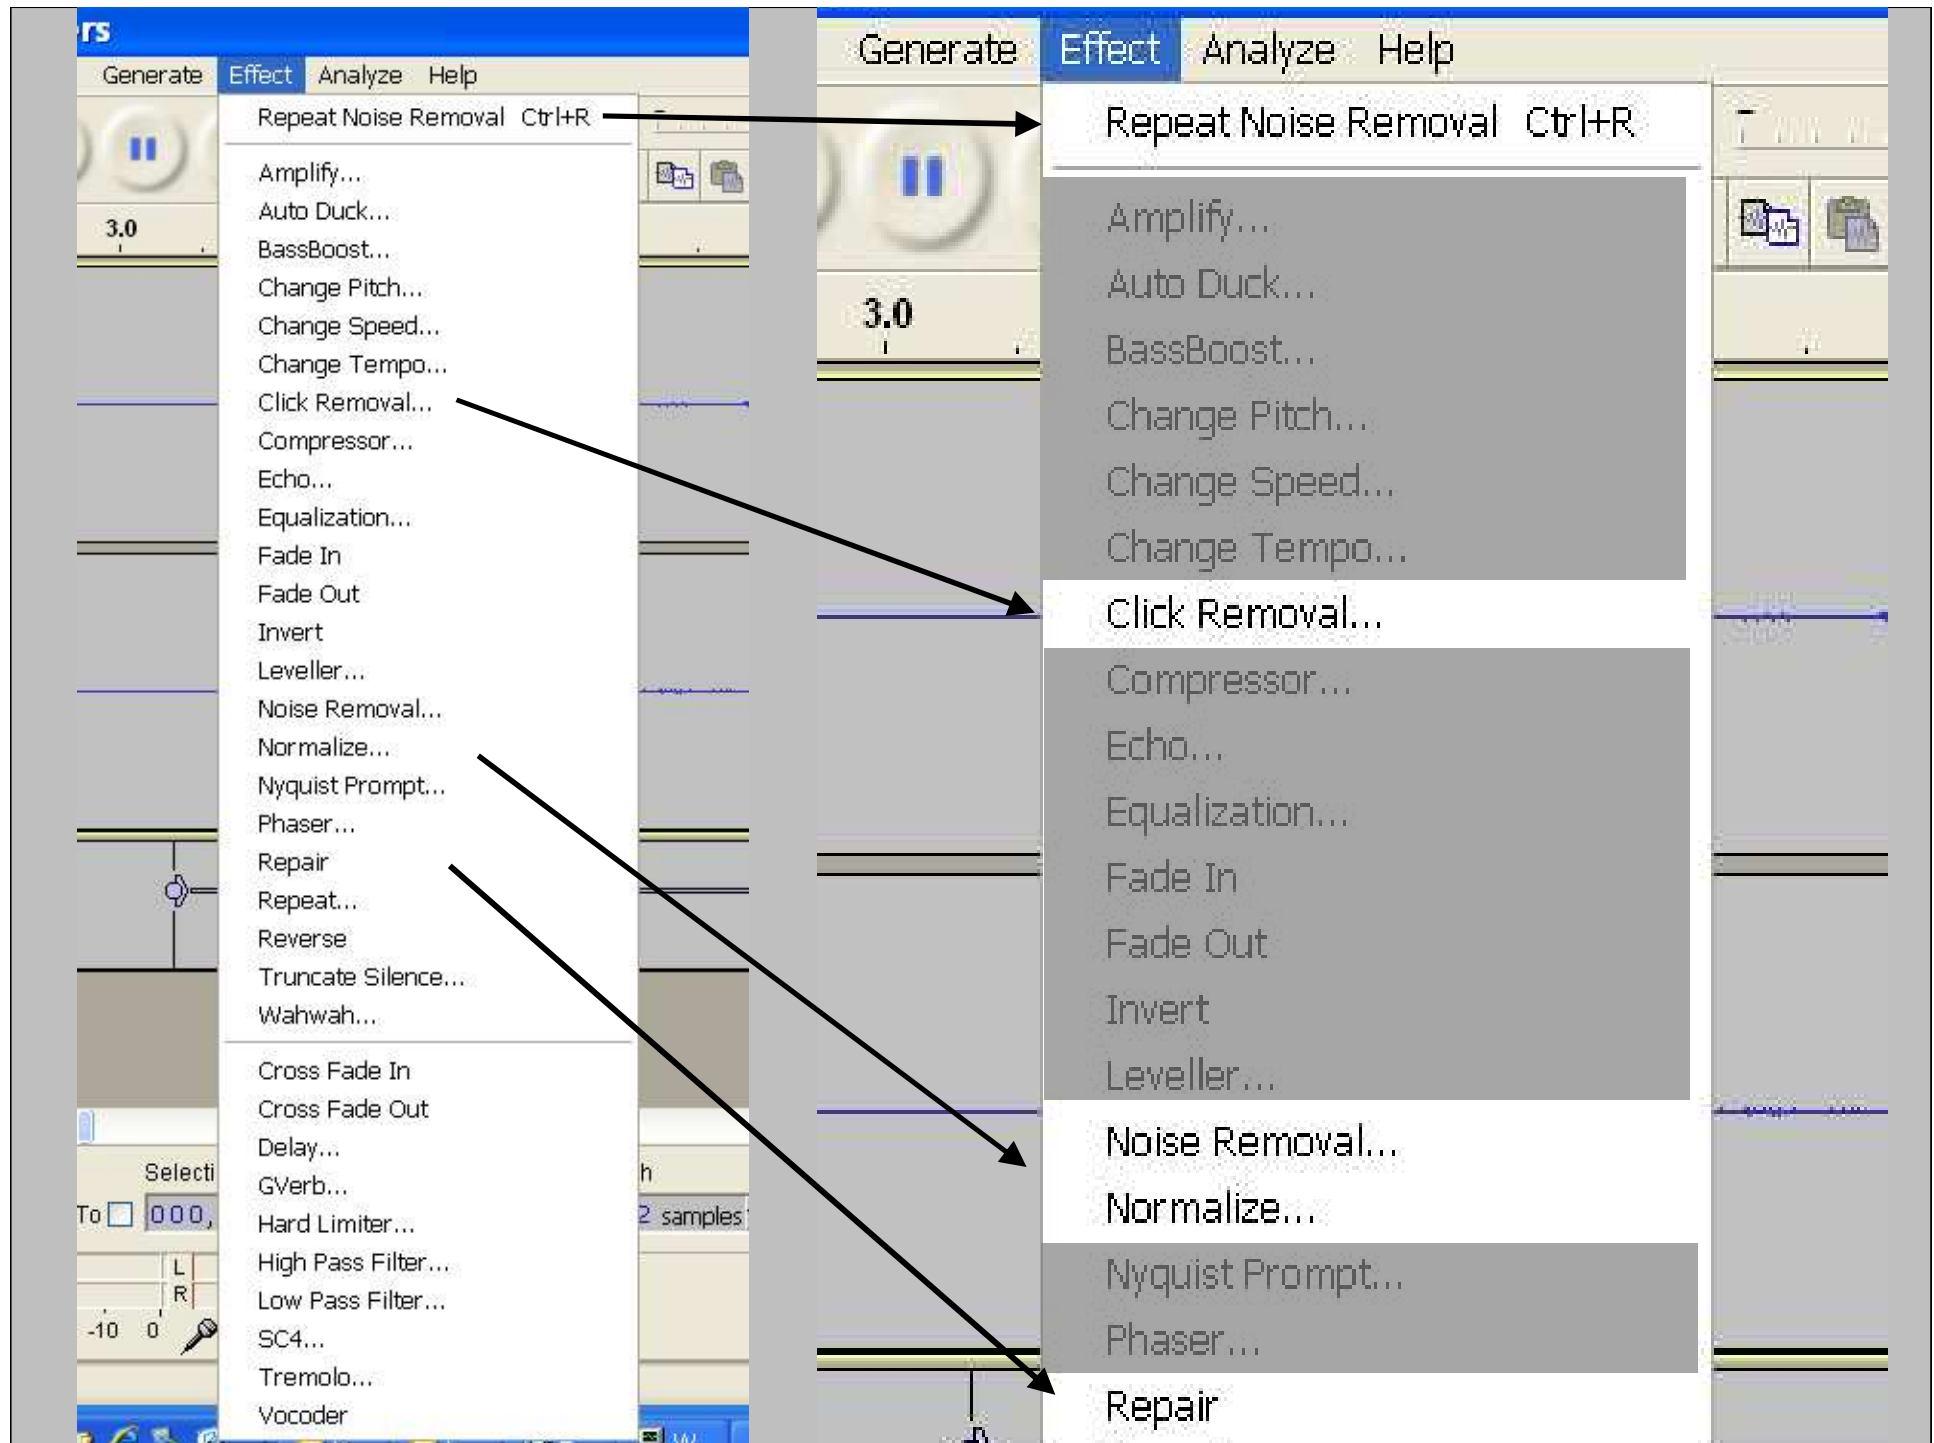 rs
Generate Effect Analyze Help
Repeat Noise Removal Ctrl+R
Amplify...
Auto Duck...
3.0
BassBoost...
Change Pitch...
Change Speed...
Change Tempo...
Click Removal...
Compressor...
Echo...
Equalization...
Fade In
Fade Out
Invert
Leveller...
Noise Removal...
Normalize...
Nyquist Prompt...
Phaser...
Repair
Repeat...
Reverse
Truncate Silence...
Wahwah...
Cross Fade In
Cross Fade Out
Delay...
Selecti h
GVerb...
To 000, 2 samples
Hard Limiter...
L
High Pass Filter...
R
Low Pass Filter...
-10 0
SC4...
Tremolo...
Vocoder
W
Generate Effect Analyze Help
Repeat Noise Removal Ctrl+R
Amplify...
Auto Duck...
3.0
BassBoost...
Change Pitch...
Change Speed...
Change Tempo...
Click Removal...
Compressor...
Echo...
Equalization...
Fade In
Fade Out
Invert
Leveller...
Noise Removal...
Normalize...
Nyquist Prompt...
Phaser...
Repair